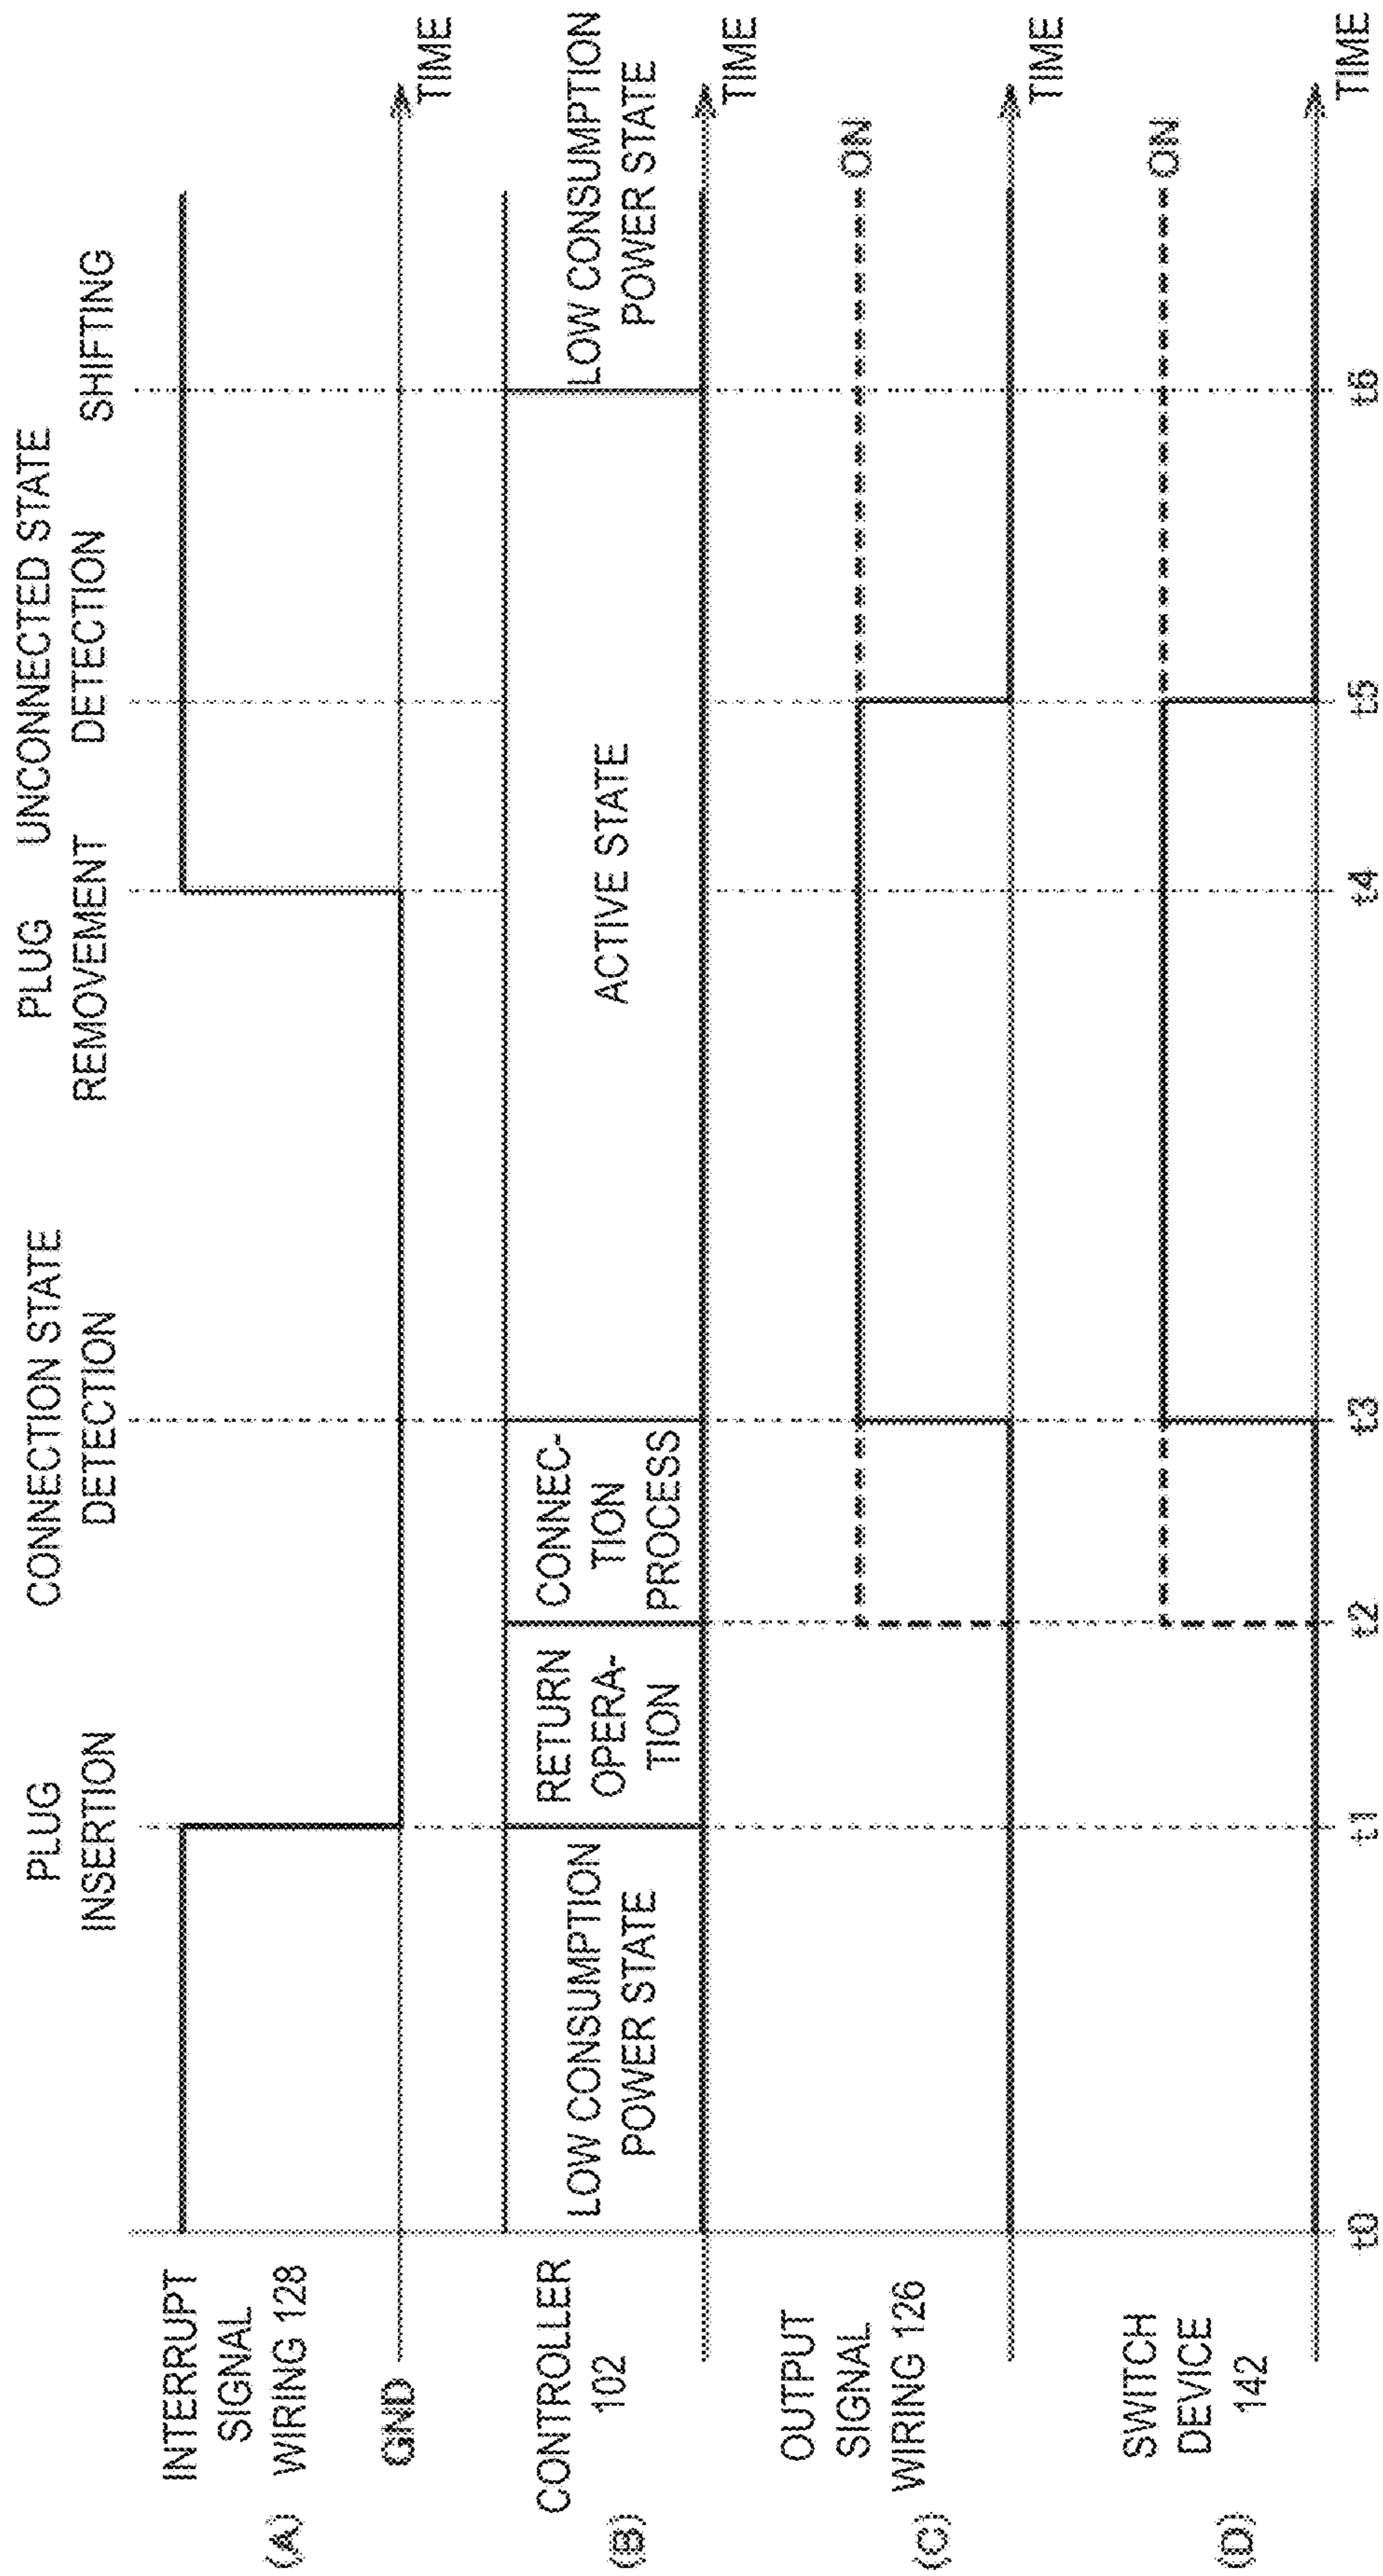 PLUG
INSERTION
CONNECTION STATE
DETECTION
PLUG
REMOVEMENT
UNCONNECTED STATE
DETECTION
SHIFTING
(A)
INTERRUPT
SIGNAL
WIRING 128
GND
TIME
(B)
CONTROLLER
102
LOW CONSUMPTION
POWER STATE
RETURN
OPERA-
TION
CONNEC-
TION
PROCESS
ACTIVE STATE
LOW CONSUMPTION
POWER STATE
TIME
(C)
OUTPUT
SIGNAL
WIRING 126
ON
TIME
(D)
SWITCH
DEVICE
142
ON
TIME
t0
t1
t2
t3
t4
t5
t6